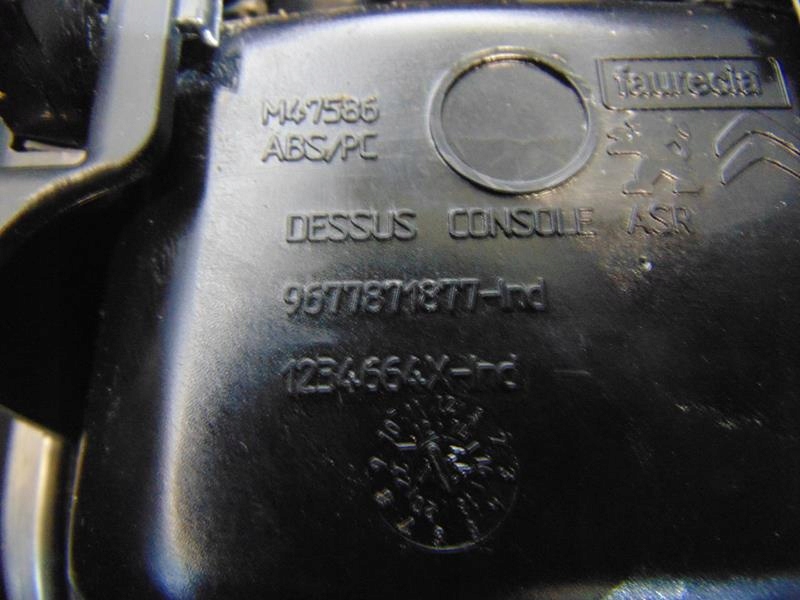 faurecia
M47586
ABS/PC
DESSUS CONSOLE ASR
9677871877-Ind
1234664X-Ind